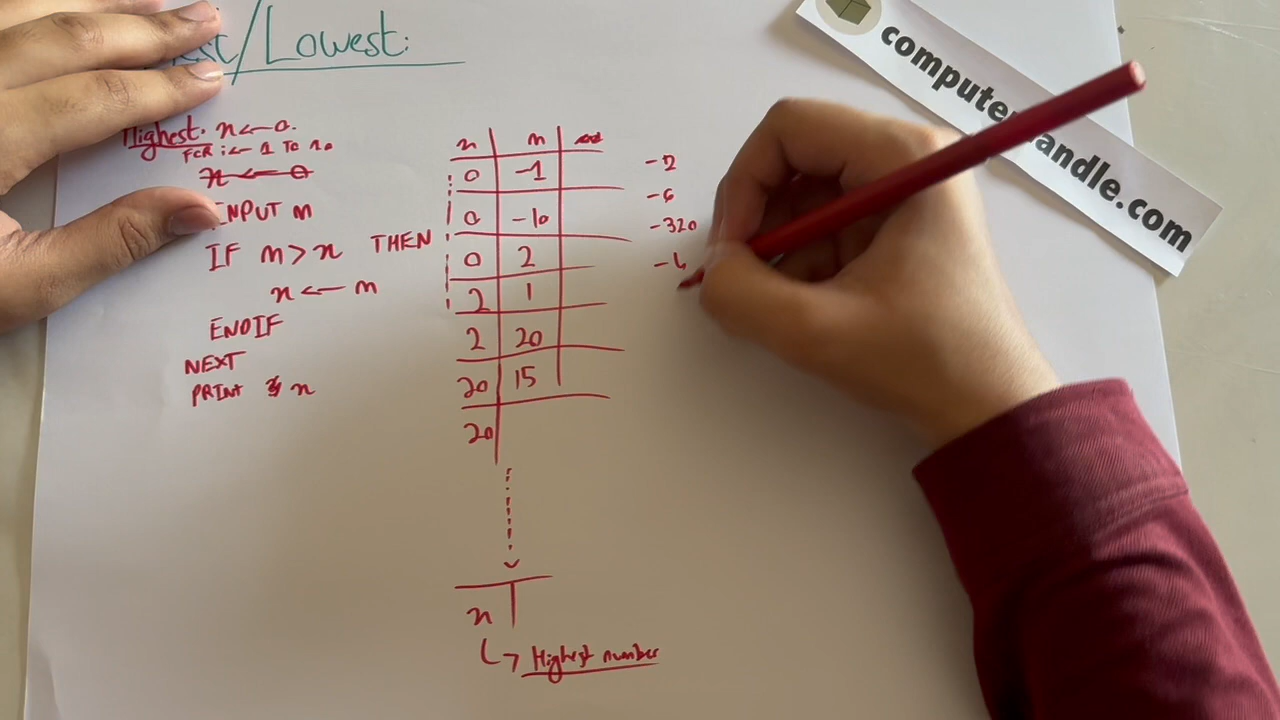 /Lowest:
Highest. n ← 0.
FOR i ← 1 TO 10
n ← 0
INPUT m
IF m > n THEN
n ← m
ENDIF
NEXT
PRINT n
n m
0 -1
0 -10
0 2
2 1
2 20
20 15
20
n
Highest number
-2
-6
-320
computer
andle.com